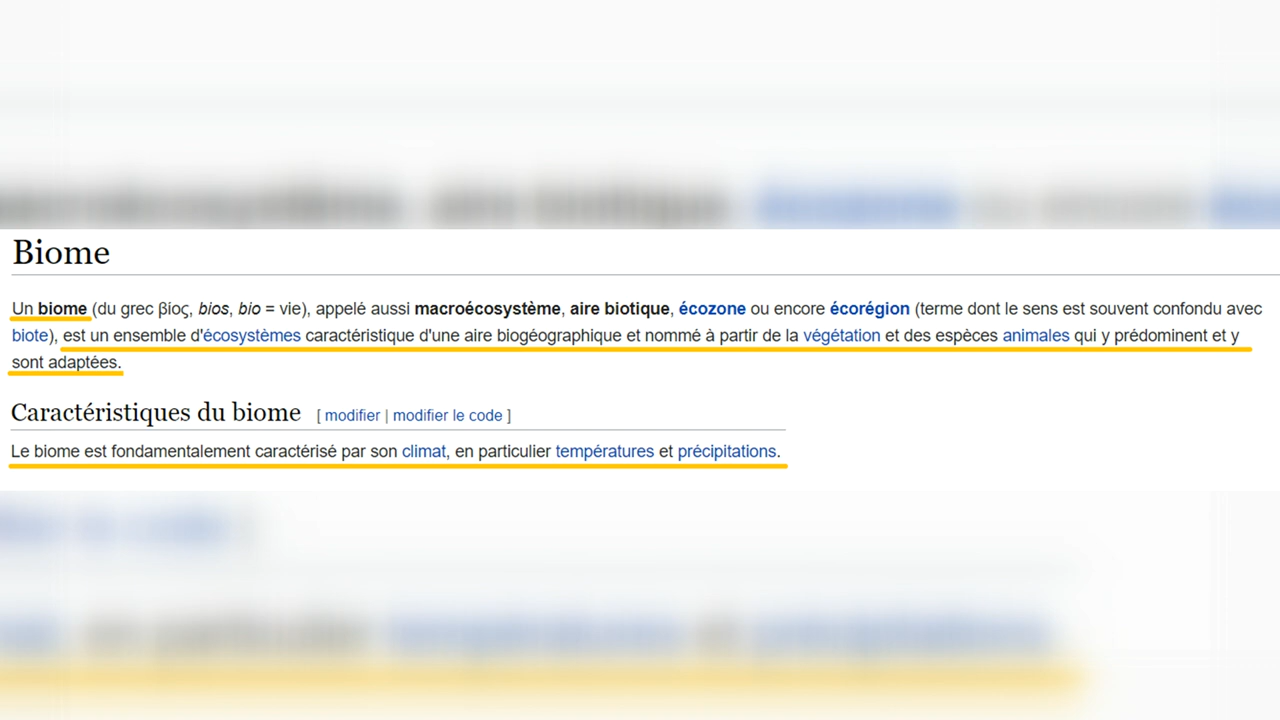 Biome
Un biome (du grec βίος, bios, bio = vie), appelé aussi macroécosystème, aire biotique, écozone ou encore écorégion (terme dont le sens est souvent confondu avec
biote), est un ensemble d'écosystèmes caractéristique d'une aire biogéographique et nommé à partir de la végétation et des espèces animales qui y prédominent et y
sont adaptées.
Caractéristiques du biome [ modifier | modifier le code ]
Le biome est fondamentalement caractérisé par son climat, en particulier températures et précipitations.